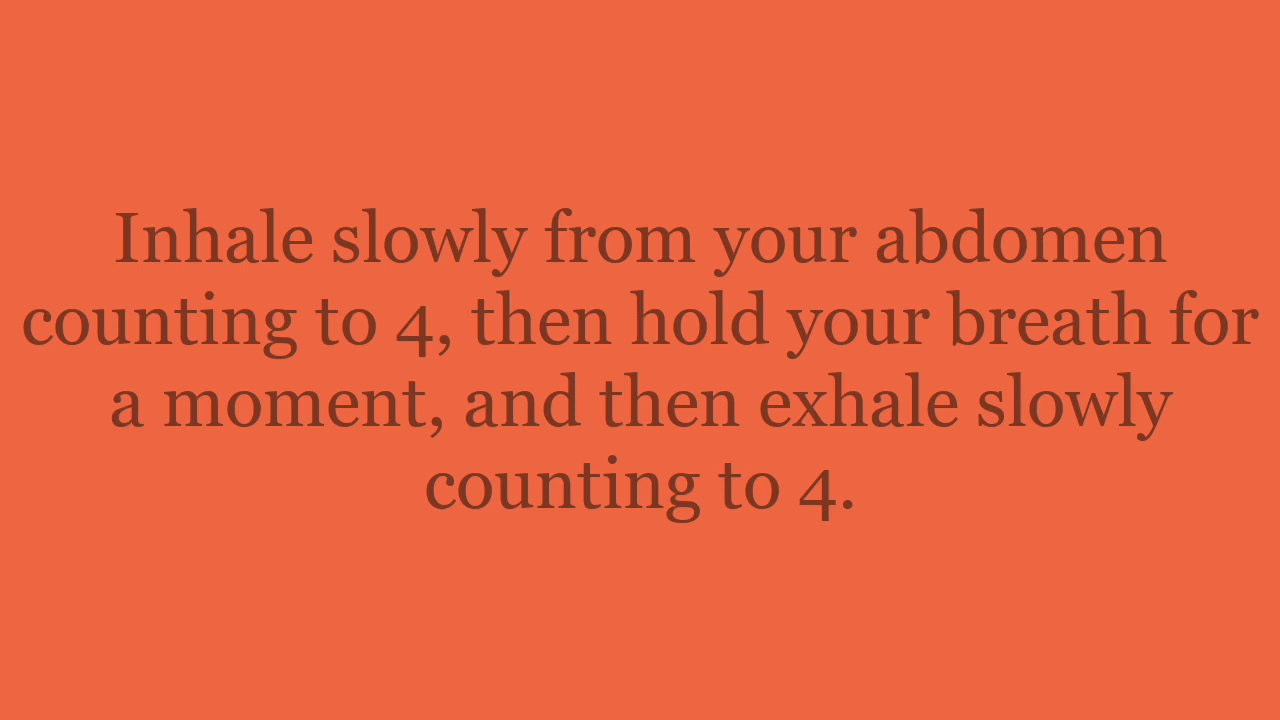 Inhale slowly from your abdomen
counting to 4, then hold your breath for
a moment, and then exhale slowly
counting to 4.